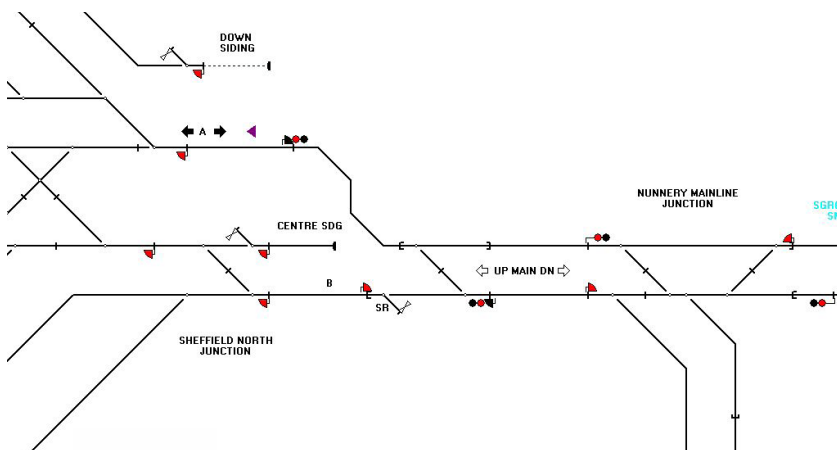 DOWN
SIDING
A
NUNNERY MAINLINE
JUNCTION
CENTRE SDG
UP MAIN DN
B
SR
SHEFFIELD NORTH
JUNCTION